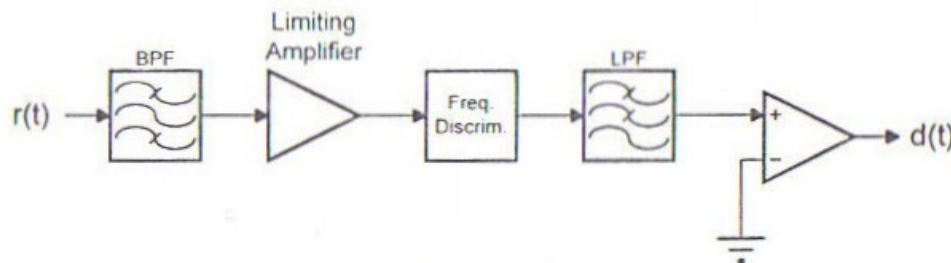 Limiting
Amplifier
BPF
LPF
r(t)
Freq.
Discrim.
+
−
d(t)